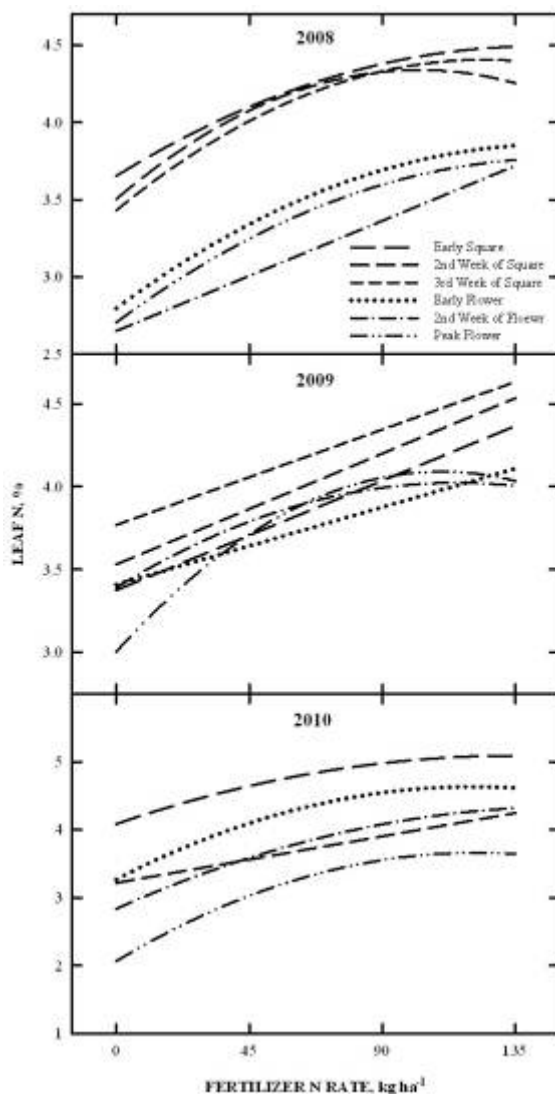 2008
4.5
4.0
3.5
3.0
2.5
Early Square
2nd Week of Square
3rd Week of Square
Early Flower
2nd Week of Floewer
Peak Flower
2009
4.5
4.0
3.5
3.0
LEAF N, %
2010
5
4
3
2
1
0 45 90 135
FERTILIZER N RATE, kg ha⁻¹